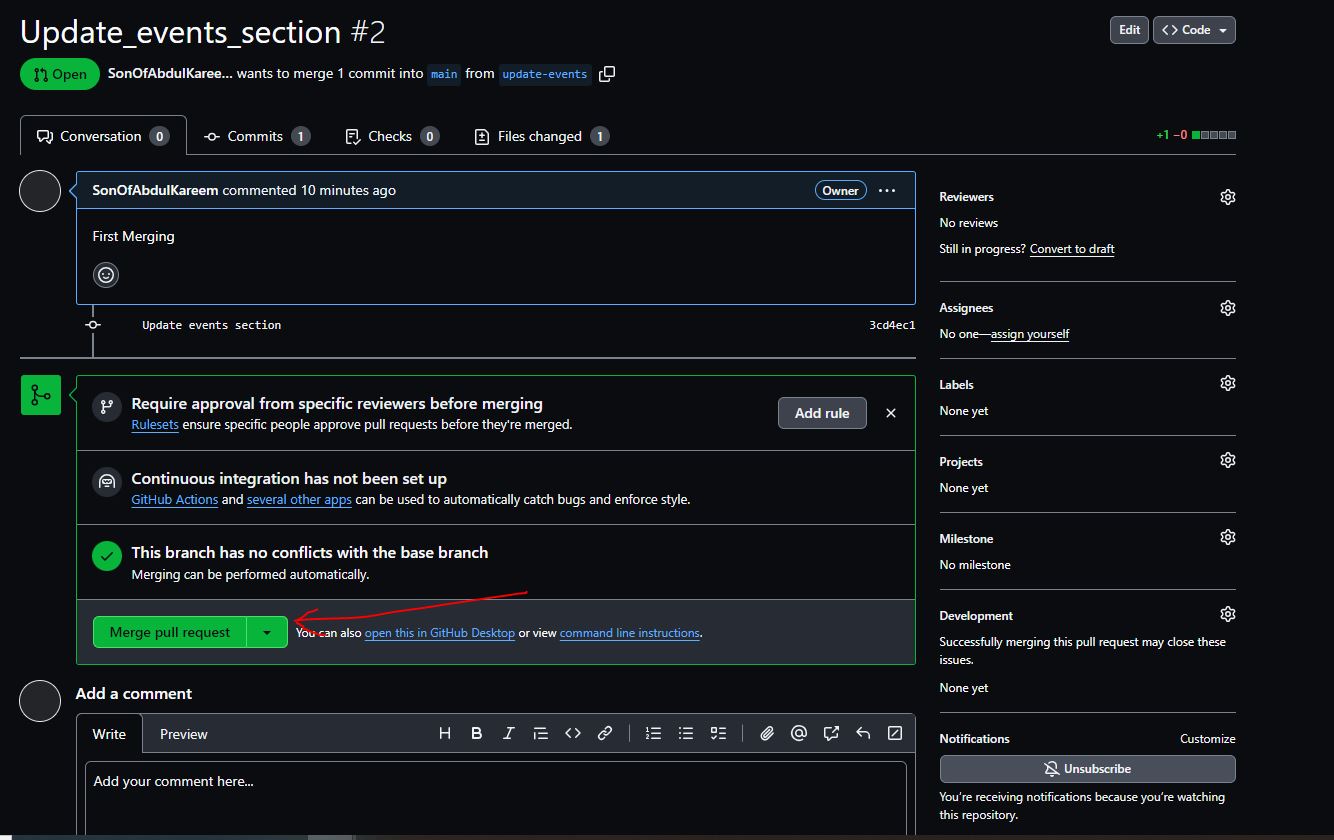 Update_events_section #2
Edit
Code
Open
SonOfAbdulKaree... wants to merge 1 commit into main from update-events
Conversation 0
Commits 1
Checks 0
Files changed 1
+1 −0
SonOfAbdulKareem commented 10 minutes ago
Owner
First Merging
Update events section
3cd4ec1
Require approval from specific reviewers before merging
Rulesets ensure specific people approve pull requests before they're merged.
Add rule
Continuous integration has not been set up
GitHub Actions and several other apps can be used to automatically catch bugs and enforce style.
This branch has no conflicts with the base branch
Merging can be performed automatically.
Merge pull request
You can also open this in GitHub Desktop or view command line instructions.
Add a comment
Write
Preview
Add your comment here...
Reviewers
No reviews
Still in progress? Convert to draft
Assignees
No one—assign yourself
Labels
None yet
Projects
None yet
Milestone
No milestone
Development
Successfully merging this pull request may close these
issues.
None yet
Notifications
Customize
Unsubscribe
You're receiving notifications because you're watching
this repository.